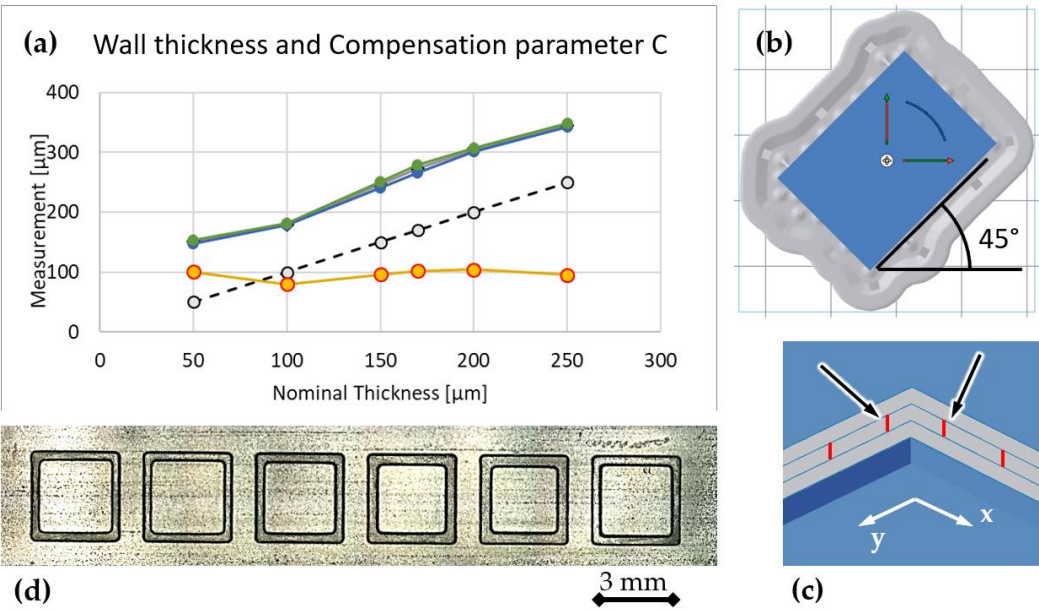 (a) Wall thickness and Compensation parameter C
Measurement [µm]
400
300
200
100
0
0 50 100 150 200 250 300
Nominal Thickness [µm]
(b)
45°
x
y
(c)
(d)
3 mm